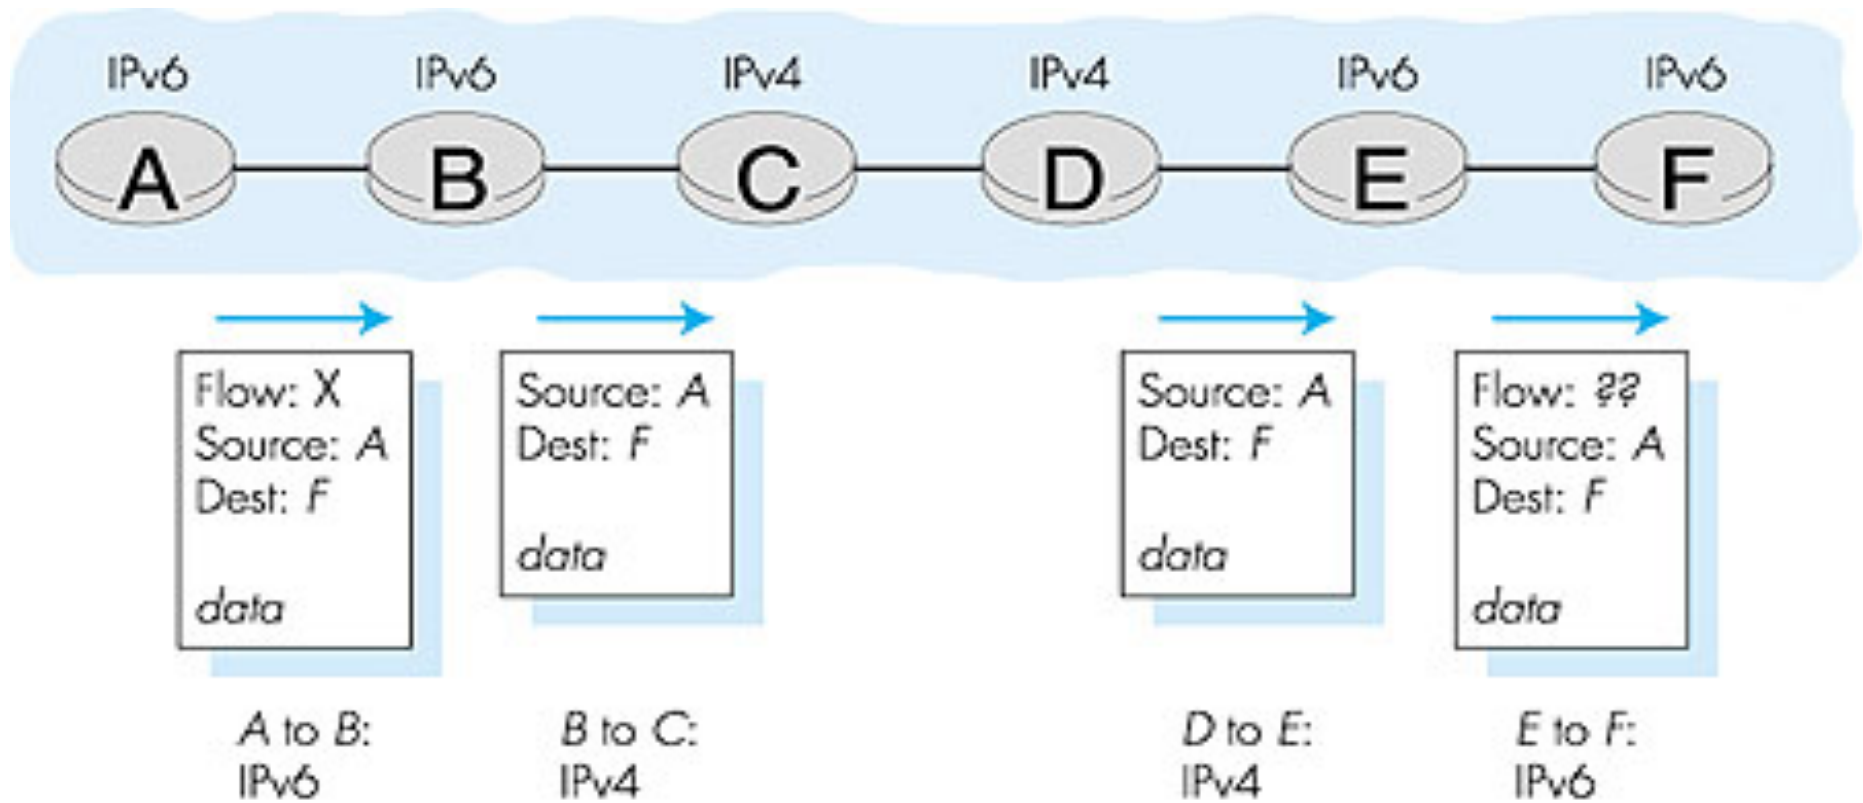 IPv6 IPv6 IPv4 IPv4 IPv6 IPv6
A B C D E F
Flow: X
Source: A
Dest: F
data
A to B:
IPv6
Source: A
Dest: F
data
B to C:
IPv4
Source: A
Dest: F
data
D to E:
IPv4
Flow: ??
Source: A
Dest: F
data
E to F:
IPv6